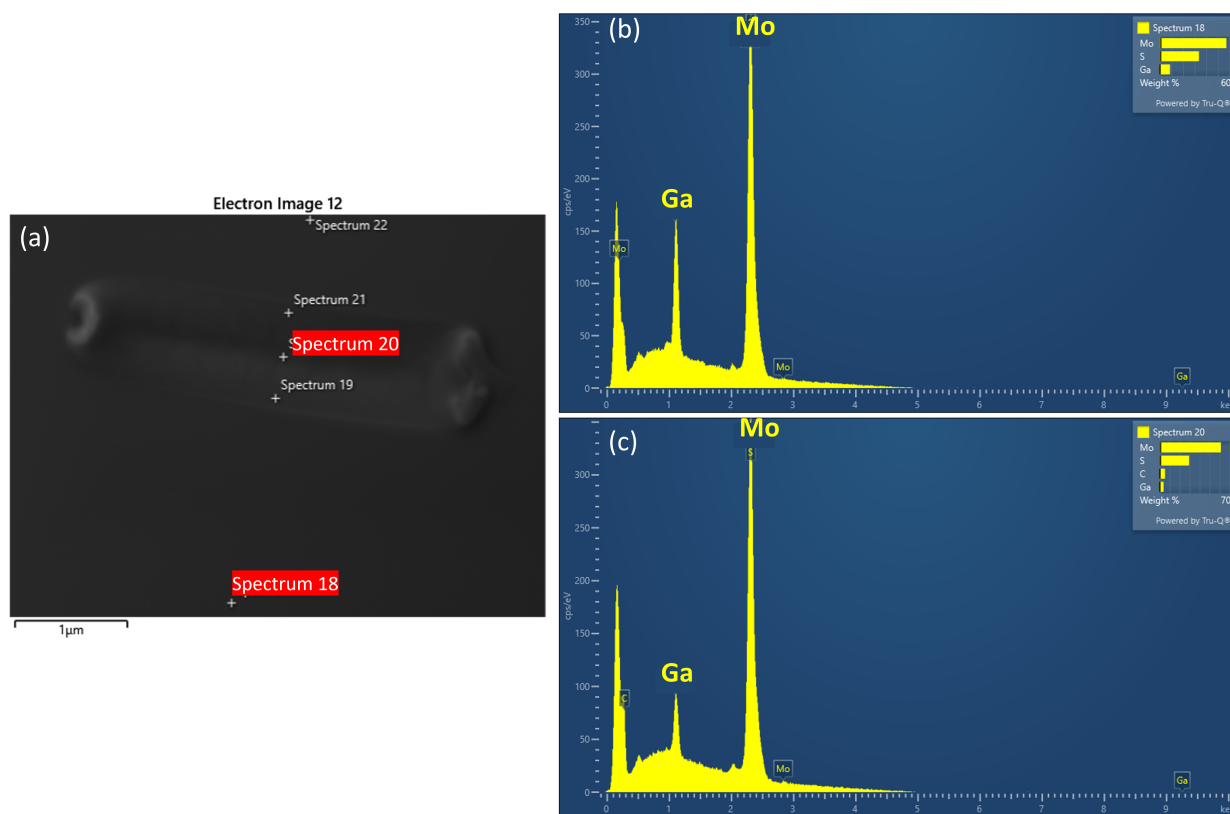 Electron Image 12
(a)
Spectrum 22
Spectrum 21
Spectrum 20
Spectrum 19
Spectrum 18
1µm
(b)
Mo
Ga
Mo
Mo
Ga
350
300
250
200
150
100
50
0
cps/eV
0 1 2 3 4 5 6 7 8 9 ke
Spectrum 18
Mo
S
Ga
Weight % 60
Powered by Tru-Q®
(c)
Mo
S
Ga
C
Mo
Ga
300
250
200
150
100
50
0
cps/eV
0 1 2 3 4 5 6 7 8 9 ke
Spectrum 20
Mo
S
C
Ga
Weight % 70
Powered by Tru-Q®